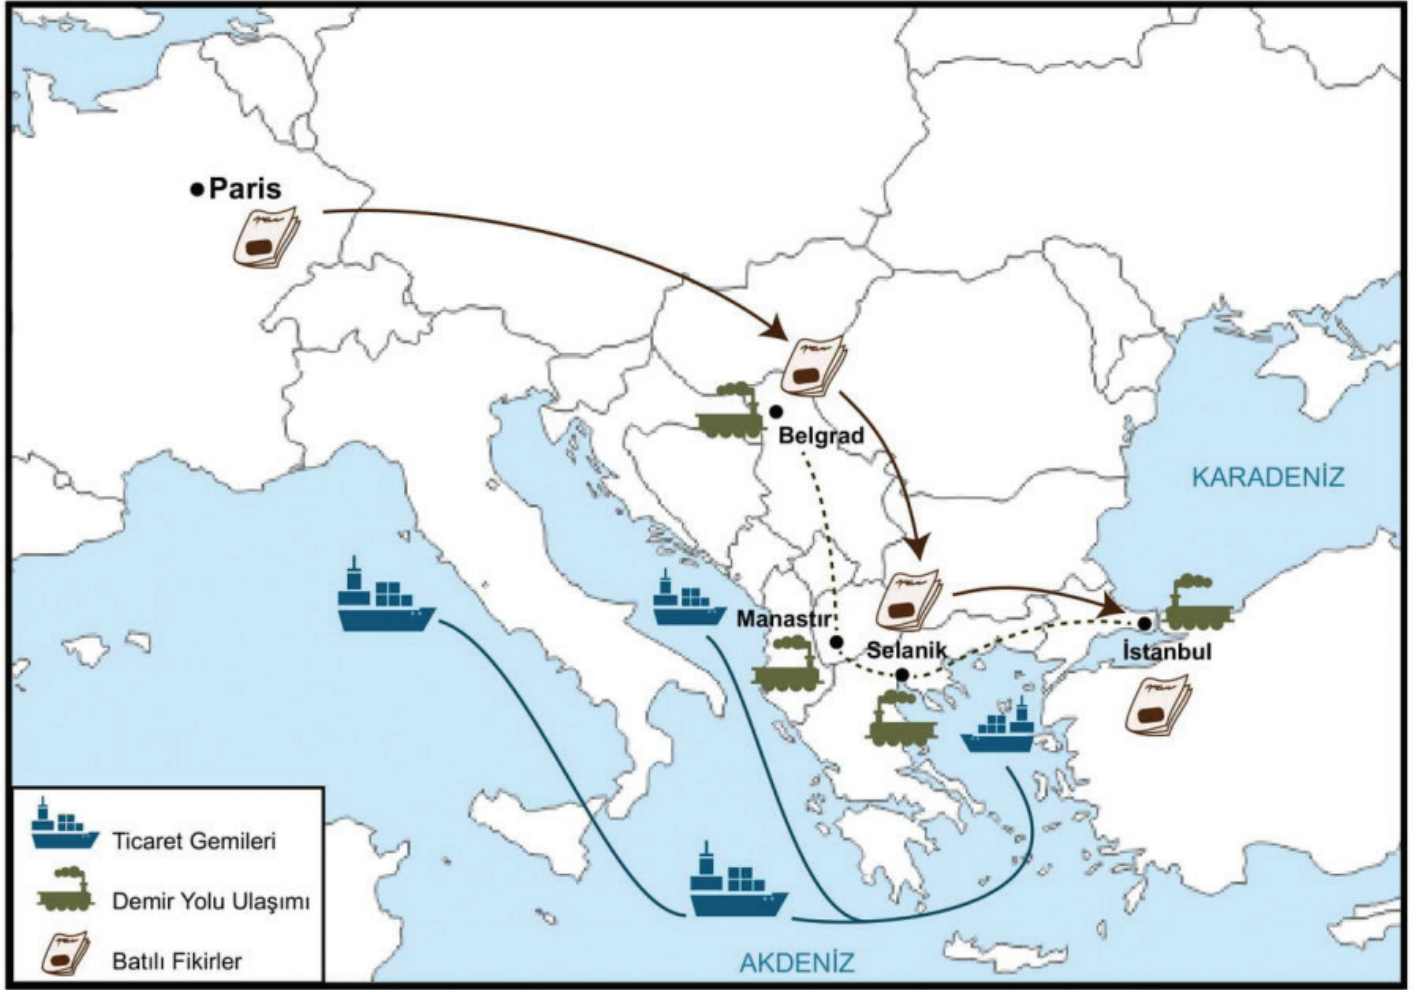 Paris
Belgrad
KARADENİZ
Manastır
Selanik
İstanbul
Ticaret Gemileri
Demir Yolu Ulaşımı
Batılı Fikirler
AKDENİZ